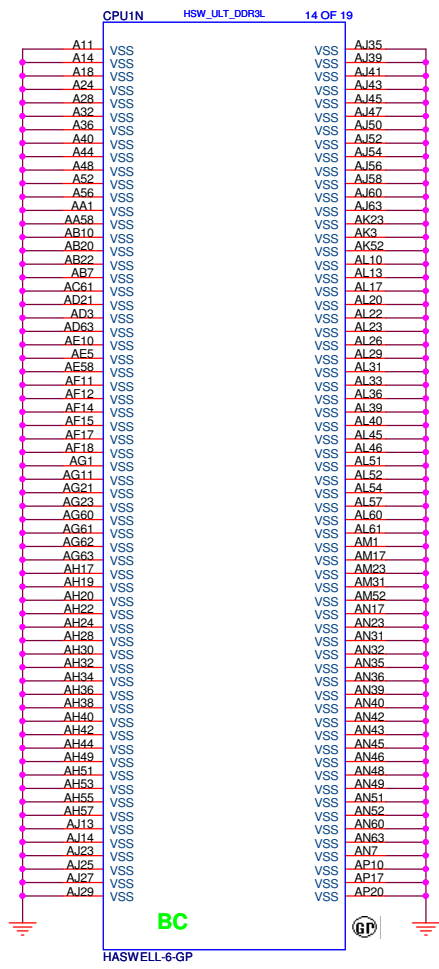 CPU1N HSW_ULT_DDR3L 14 OF 19
A11 VSS VSS AJ35
A14 VSS VSS AJ39
A18 VSS VSS AJ41
A24 VSS VSS AJ43
A28 VSS VSS AJ45
A32 VSS VSS AJ47
A36 VSS VSS AJ50
A40 VSS VSS AJ52
A44 VSS VSS AJ54
A48 VSS VSS AJ56
A52 VSS VSS AJ58
A56 VSS VSS AJ60
AA1 VSS VSS AJ63
AA58 VSS VSS AK23
AB10 VSS VSS AK3
AB20 VSS VSS AK52
AB22 VSS VSS AL10
AB7 VSS VSS AL13
AC61 VSS VSS AL17
AD21 VSS VSS AL20
AD3 VSS VSS AL22
AD63 VSS VSS AL23
AE10 VSS VSS AL26
AE5 VSS VSS AL29
AE58 VSS VSS AL31
AF11 VSS VSS AL33
AF12 VSS VSS AL36
AF14 VSS VSS AL39
AF15 VSS VSS AL40
AF17 VSS VSS AL45
AF18 VSS VSS AL46
AG1 VSS VSS AL51
AG11 VSS VSS AL52
AG21 VSS VSS AL54
AG23 VSS VSS AL57
AG60 VSS VSS AL60
AG61 VSS VSS AL61
AG62 VSS VSS AM1
AG63 VSS VSS AM17
AH17 VSS VSS AM23
AH19 VSS VSS AM31
AH20 VSS VSS AM52
AH22 VSS VSS AN17
AH24 VSS VSS AN23
AH28 VSS VSS AN31
AH30 VSS VSS AN32
AH32 VSS VSS AN35
AH34 VSS VSS AN36
AH36 VSS VSS AN39
AH38 VSS VSS AN40
AH40 VSS VSS AN42
AH42 VSS VSS AN43
AH44 VSS VSS AN45
AH49 VSS VSS AN46
AH51 VSS VSS AN48
AH53 VSS VSS AN49
AH55 VSS VSS AN51
AH57 VSS VSS AN52
AJ13 VSS VSS AN60
AJ14 VSS VSS AN63
AJ23 VSS VSS AN7
AJ25 VSS VSS AP10
AJ27 VSS VSS AP17
AJ29 VSS VSS AP20
BC GP
HASWELL-6-GP